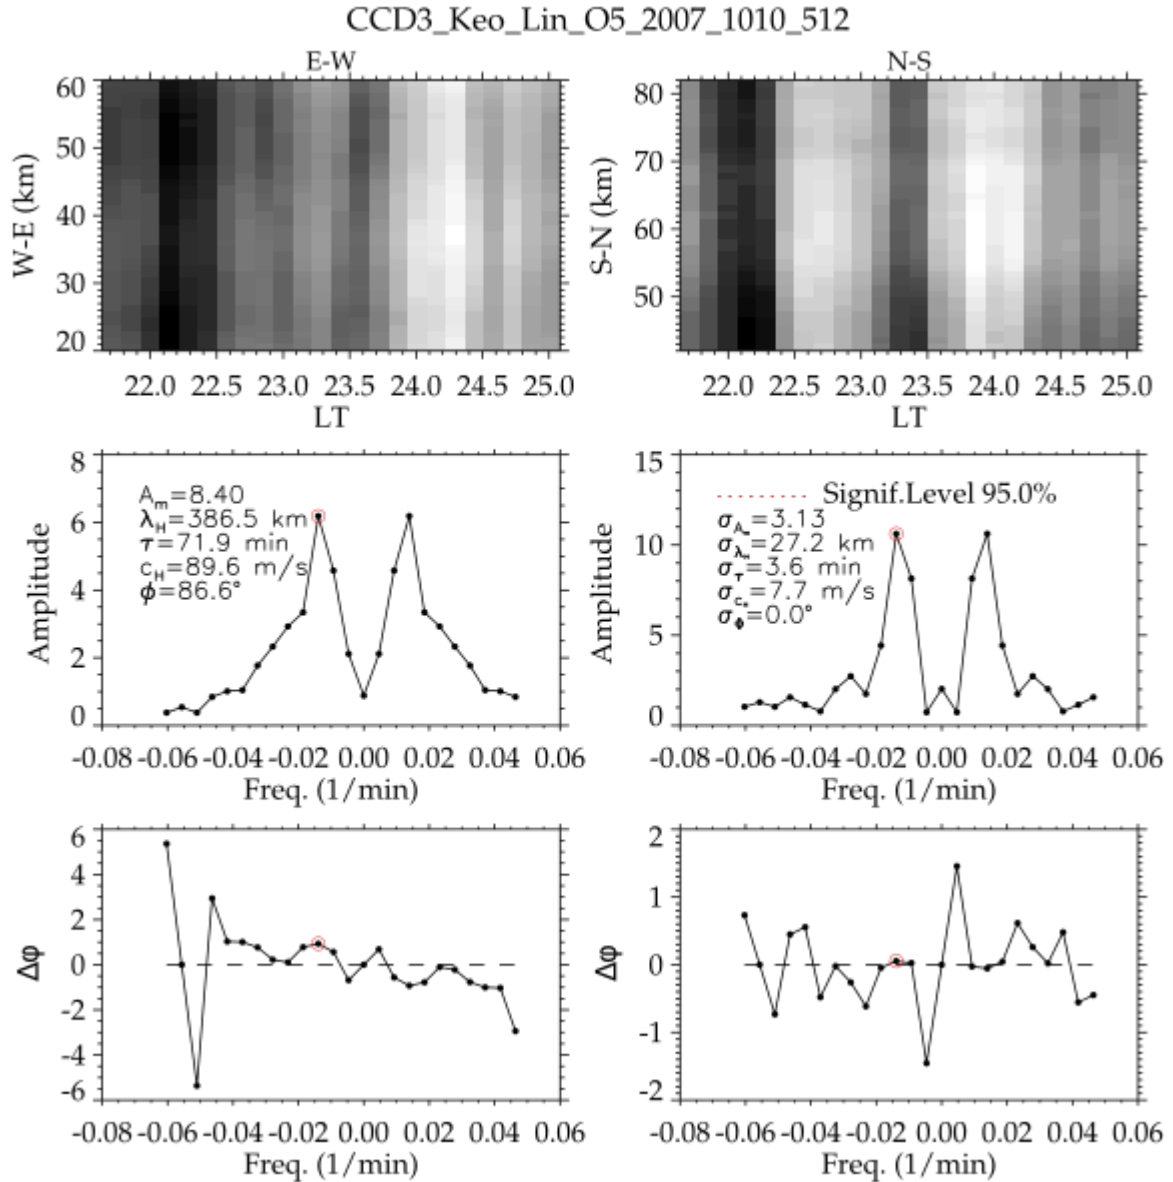 CCD3_Keo_Lin_O5_2007_1010_512
E-W
60
50
40
30
20
W-E (km)
22.0 22.5 23.0 23.5 24.0 24.5 25.0
LT
N-S
80
70
60
50
S-N (km)
22.0 22.5 23.0 23.5 24.0 24.5 25.0
LT
8
6
4
2
0
Amplitude
Aₘ=8.40
λ_H=386.5 km
τ=71.9 min
c_H=89.6 m/s
ϕ=86.6°
-0.08 -0.06 -0.04 -0.02 0.00 0.02 0.04 0.06
Freq. (1/min)
15
10
5
0
Amplitude
Signif.Level 95.0%
σ_Aₘ=3.13
σ_λ_H=27.2 km
σ_τ=3.6 min
σ_c_H=7.7 m/s
σ_ϕ=0.0°
-0.08 -0.06 -0.04 -0.02 0.00 0.02 0.04 0.06
Freq. (1/min)
6
4
2
0
-2
-4
-6
Δφ
-0.08 -0.06 -0.04 -0.02 0.00 0.02 0.04 0.06
Freq. (1/min)
2
1
0
-1
-2
Δφ
-0.08 -0.06 -0.04 -0.02 0.00 0.02 0.04 0.06
Freq. (1/min)